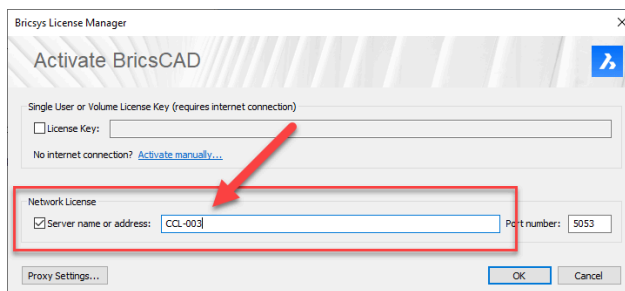 Bricsys License Manager
Activate BricsCAD
Single User or Volume License Key (requires internet connection)
License Key:
No internet connection? Activate manually...
Network License
Server name or address: CCL-003 Port number: 5053
Proxy Settings... OK Cancel